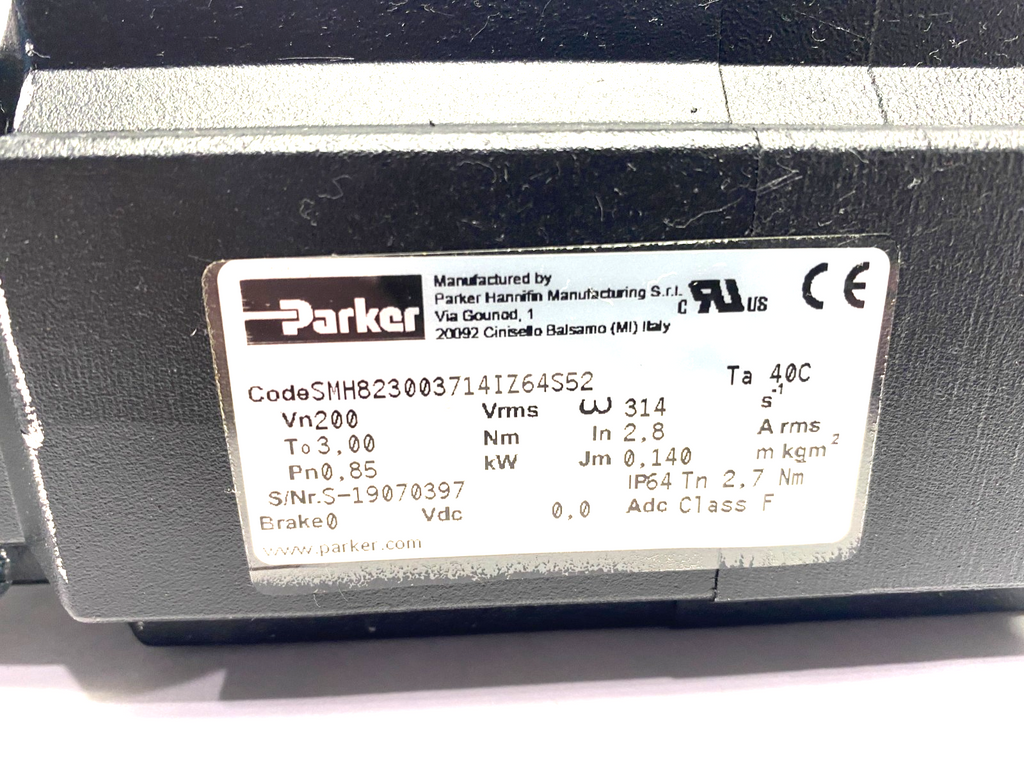 Parker
Manufactured by
Parker Hannifin Manufacturing S.r.l.
Via Gounod, 1
20092 Cinisello Balsamo (MI) Italy
c RU US CE
CodeSMH823003714IZ64S52 Ta 40C
Vn200 Vrms ω 314 s⁻¹
To3,00 Nm In 2,8 A rms
Pn0,85 kW Jm 0,140 m kgm²
S/Nr.S-19070397 IP64 Tn 2,7 Nm
Brake0 Vdc 0,0 Adc Class F
www.parker.com